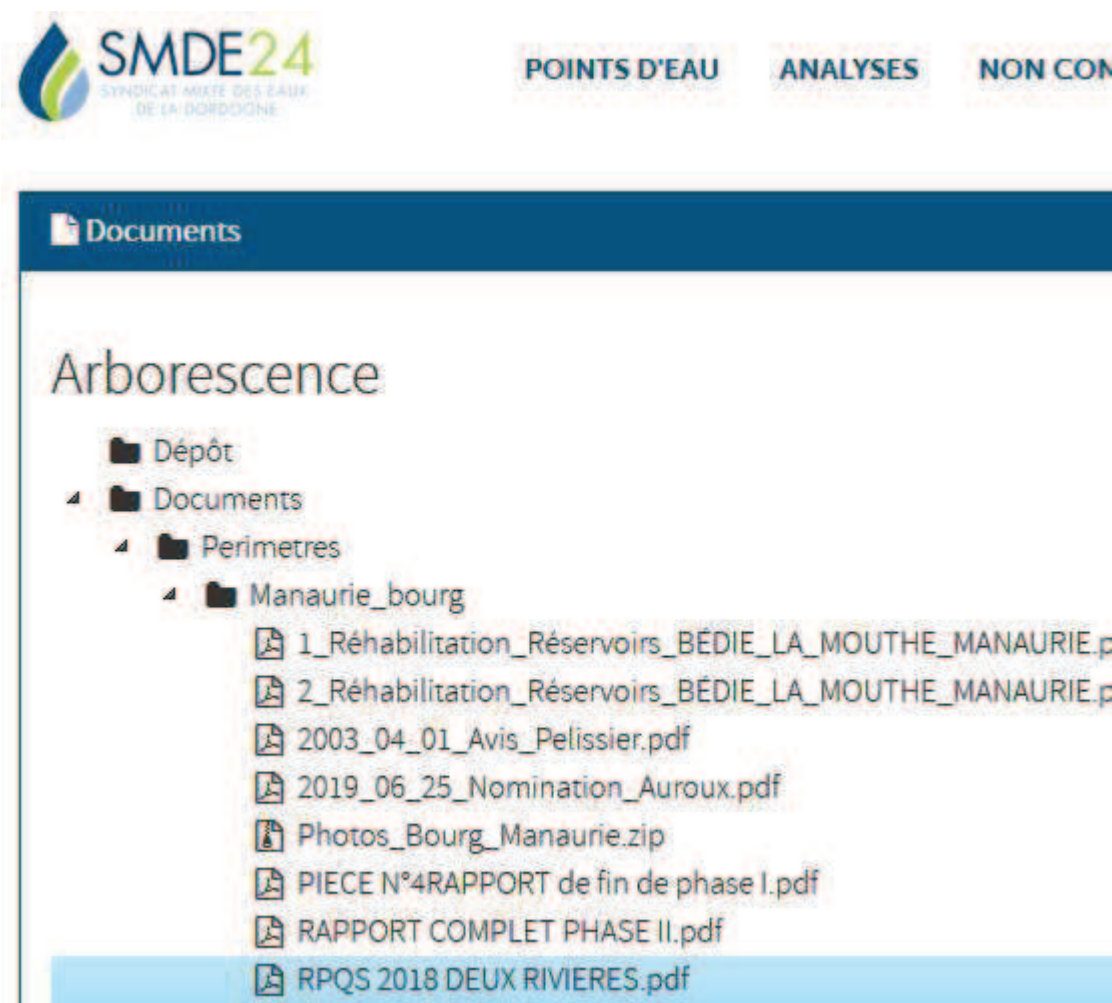 SMDE24
SYNDICAT MIXTE DES EAUX
DE LA DORDOGNE
POINTS D'EAU ANALYSES NON CON
Documents
Arborescence
Dépôt
Documents
Perimetres
Manaurie_bourg
1_Réhabilitation_Réservoirs_BÉDIE_LA_MOUTHE_MANAURIE.p
2_Réhabilitation_Réservoirs_BÉDIE_LA_MOUTHE_MANAURIE.p
2003_04_01_Avis_Pelissier.pdf
2019_06_25_Nomination_Auroux.pdf
Photos_Bourg_Manaurie.zip
PIECE N°4RAPPORT de fin de phase I.pdf
RAPPORT COMPLET PHASE II.pdf
RPQS 2018 DEUX RIVIERES.pdf